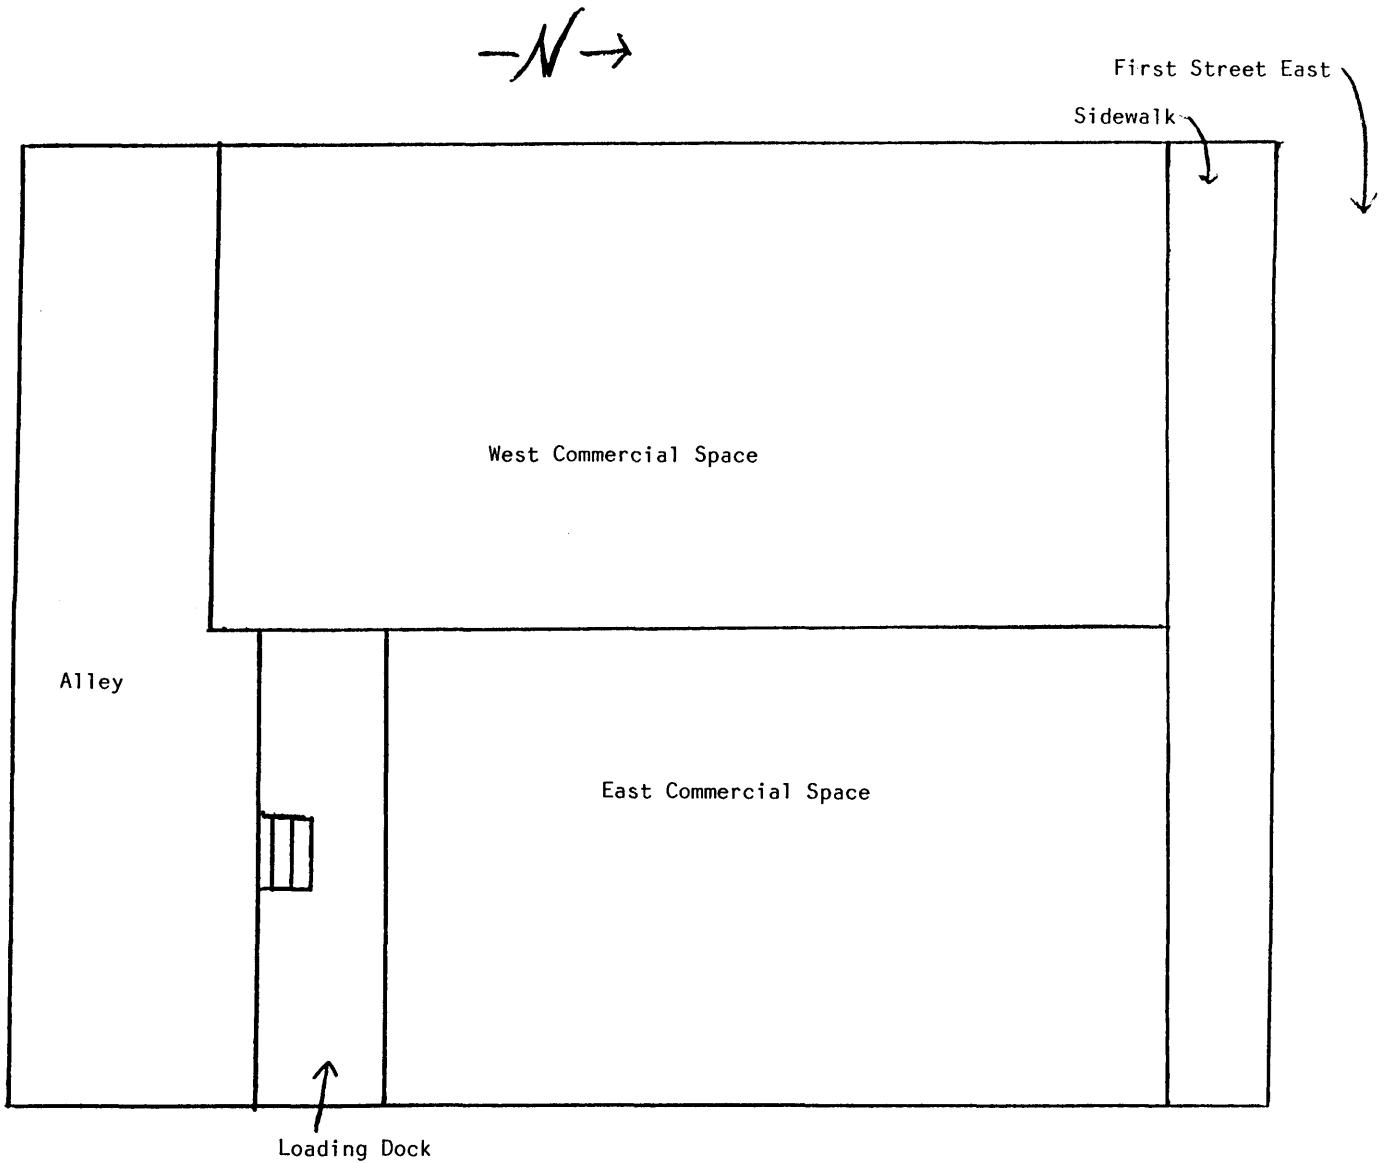 N
First Street East
Sidewalk
West Commercial Space
Alley
East Commercial Space
Loading Dock